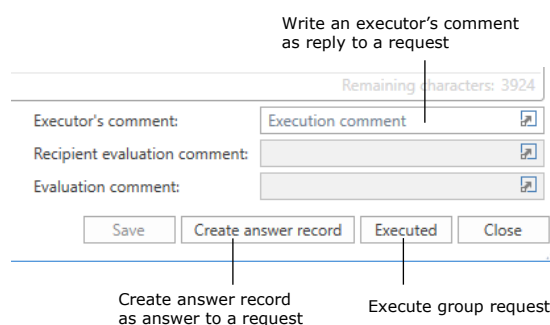 Write an executor's comment
as reply to a request
Remaining characters: 3924
Executor's comment: Execution comment
Recipient evaluation comment:
Evaluation comment:
Save Create answer record Executed Close
Create answer record
as answer to a request
Execute group request